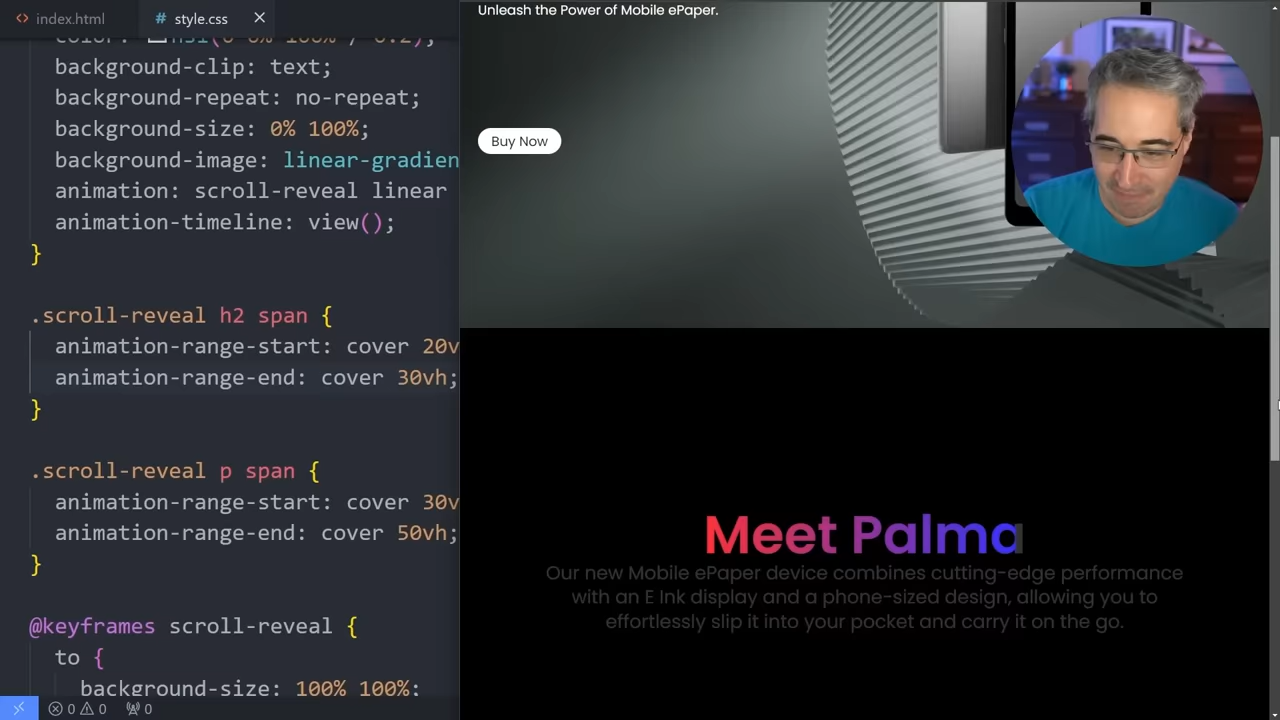 index.html
style.css
background-clip: text;
background-repeat: no-repeat;
background-size: 0% 100%;
background-image: linear-gradien
animation: scroll-reveal linear
animation-timeline: view();
}
.scroll-reveal h2 span {
animation-range-start: cover 20v
animation-range-end: cover 30vh;
}
.scroll-reveal p span {
animation-range-start: cover 30v
animation-range-end: cover 50vh;
}
@keyframes scroll-reveal {
to {
background-size: 100% 100%;
0 0 0
Unleash the Power of Mobile ePaper.
Buy Now
Meet Palma
Our new Mobile ePaper device combines cutting-edge performance
with an E Ink display and a phone-sized design, allowing you to
effortlessly slip it into your pocket and carry it on the go.